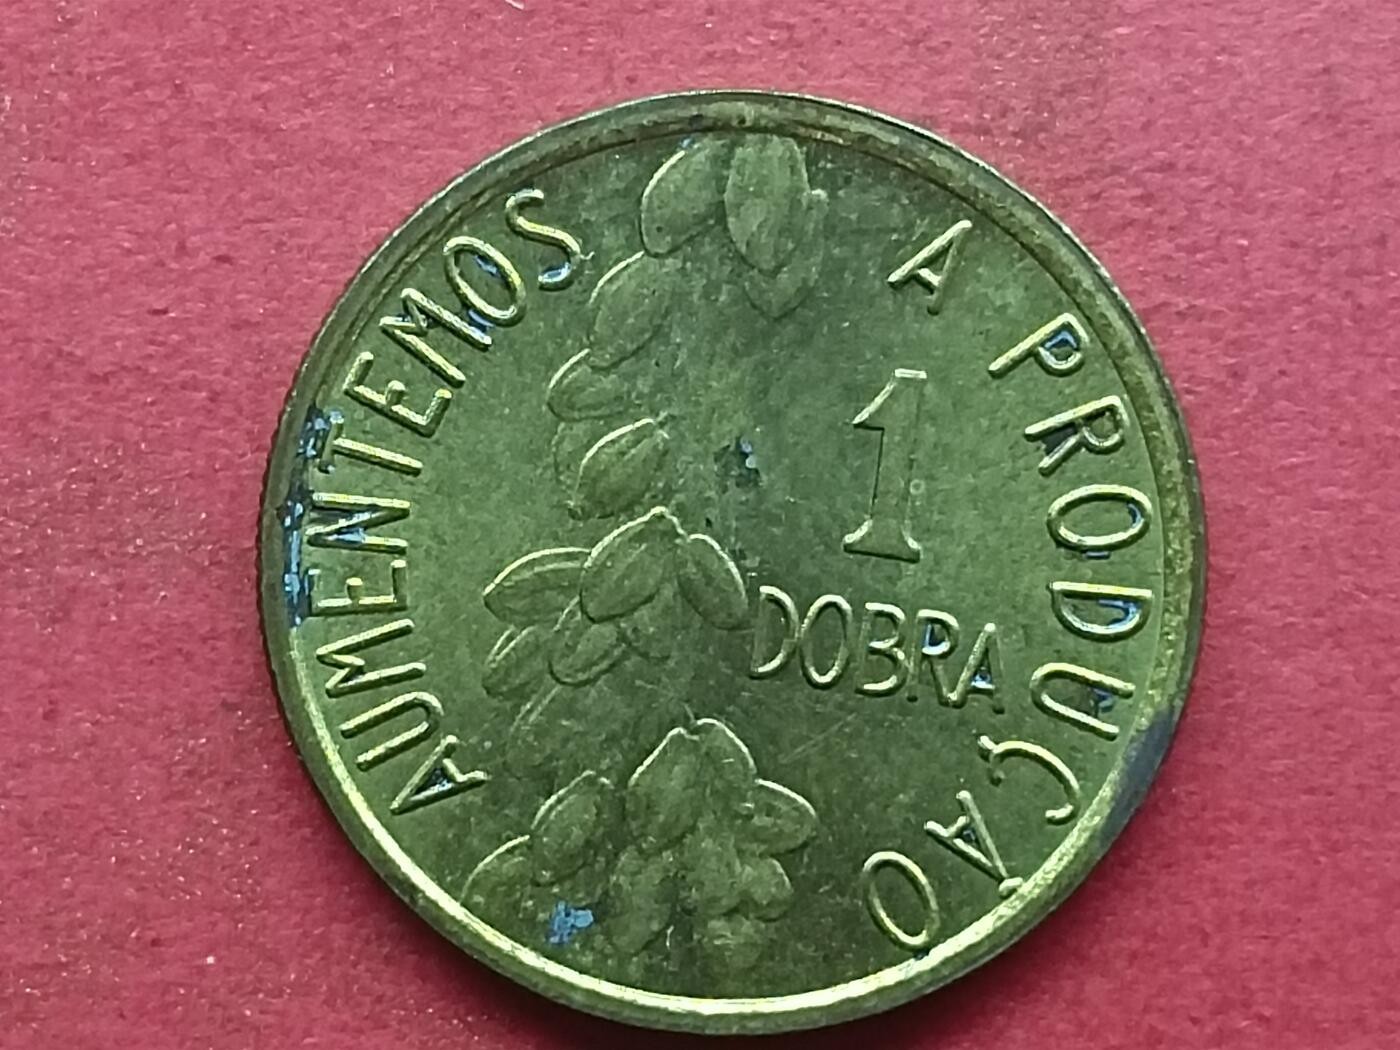 AUMENTEMOS A PRODUÇÃO
1
DOBRA